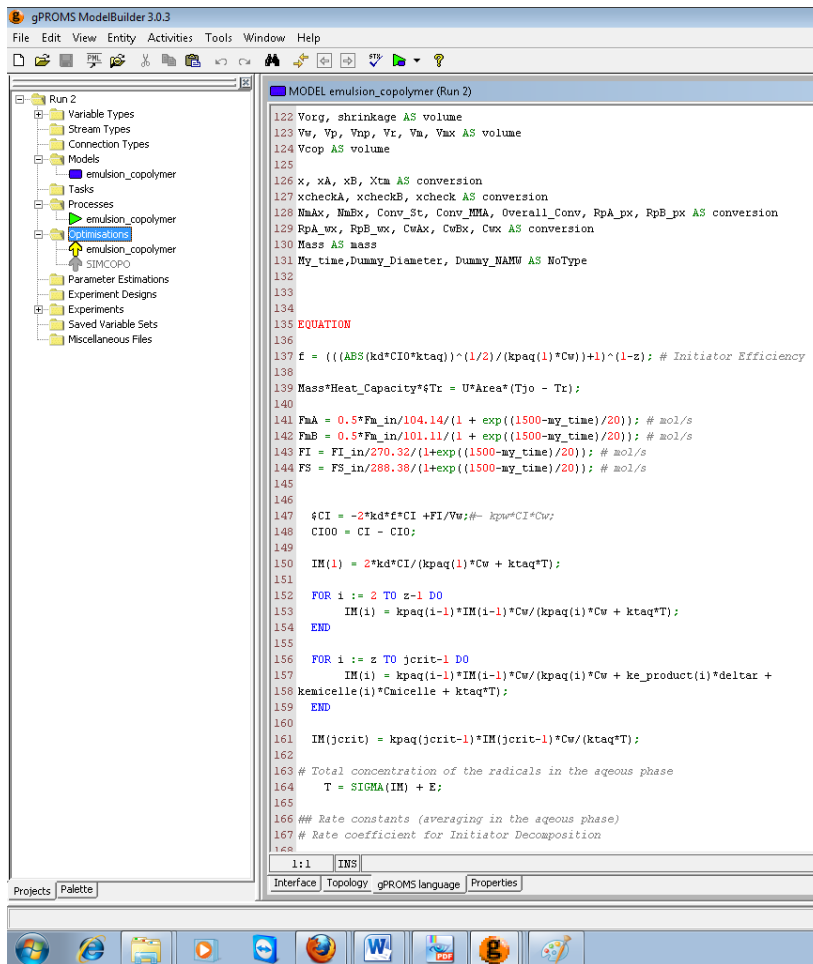 gPROMS ModelBuilder 3.0.3
File Edit View Entity Activities Tools Window Help
Run 2
Variable Types
Stream Types
Connection Types
Models
emulsion_copolymer
Tasks
Processes
emulsion_copolymer
Optimisations
emulsion_copolymer
SIMCOPO
Parameter Estimations
Experiment Designs
Experiments
Saved Variable Sets
Miscellaneous Files
Projects Palette
MODEL emulsion_copolymer (Run 2)
122 Vorg, shrinkage AS volume
123 Vw, Vp, Vnp, Vr, Vm, Vmx AS volume
124 Vcop AS volume
125
126 x, xA, xB, Xtm AS conversion
127 xcheckA, xcheckB, xcheck AS conversion
128 NmAx, NmBx, Conv_St, Conv_MMA, Overall_Conv, RpA_px, RpB_px AS conversion
129 RpA_wx, RpB_wx, CwAx, CwBx, Cwx AS conversion
130 Mass AS mass
131 My_time,Dummy_Diameter, Dummy_NAMW AS NoType
132
133
134
135 EQUATION
136
137 f = (((ABS(kd*CI0*ktaq))^(1/2)/(kpaq(1)*Cw))+1)^(1-z); # Initiator Efficiency
138
139 Mass*Heat_Capacity*$Tr = U*Area*(Tjo - Tr);
140
141 FmA = 0.5*Fm_in/104.14/(1 + exp((1500-my_time)/20)); # mol/s
142 FmB = 0.5*Fm_in/101.11/(1 + exp((1500-my_time)/20)); # mol/s
143 FI = FI_in/270.32/(1+exp((1500-my_time)/20)); # mol/s
144 FS = FS_in/288.38/(1+exp((1500-my_time)/20)); # mol/s
145
146
147 $CI = -2*kd*f*CI +FI/Vw;#- kpw*CI*Cw;
148 CI00 = CI - CI0;
149
150 IM(1) = 2*kd*CI/(kpaq(1)*Cw + ktaq*T);
151
152 FOR i := 2 TO z-1 DO
153 IM(i) = kpaq(i-1)*IM(i-1)*Cw/(kpaq(i)*Cw + ktaq*T);
154 END
155
156 FOR i := z TO jcrit-1 DO
157 IM(i) = kpaq(i-1)*IM(i-1)*Cw/(kpaq(i)*Cw + ke_product(i)*deltar +
158 kemicelle(i)*Cmicelle + ktaq*T);
159 END
160
161 IM(jcrit) = kpaq(jcrit-1)*IM(jcrit-1)*Cw/(ktaq*T);
162
163 # Total concentration of the radicals in the aqeous phase
164 T = SIGMA(IM) + E;
165
166 ## Rate constants (averaging in the aqeous phase)
167 # Rate coefficient for Initiator Decomposition
168
1:1 INS
Interface Topology gPROMS language Properties